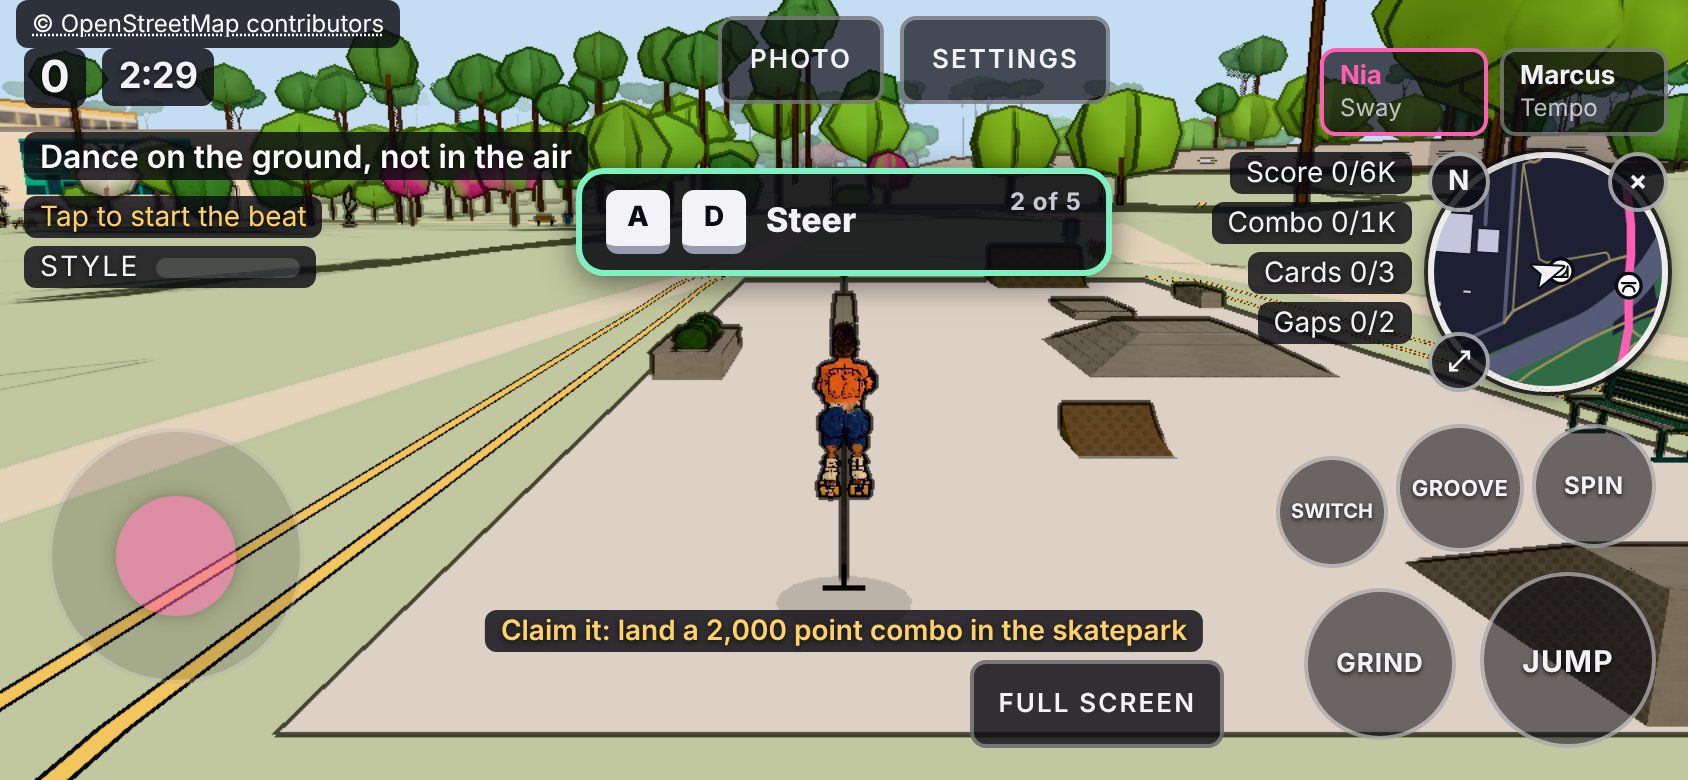 © OpenStreetMap contributors
0
2:29
PHOTO
SETTINGS
Nia
Sway
Marcus
Tempo
Dance on the ground, not in the air
Tap to start the beat
STYLE
A
D
Steer
2 of 5
Score 0/6K
Combo 0/1K
Cards 0/3
Gaps 0/2
N
×
SWITCH
GROOVE
SPIN
GRIND
JUMP
Claim it: land a 2,000 point combo in the skatepark
FULL SCREEN